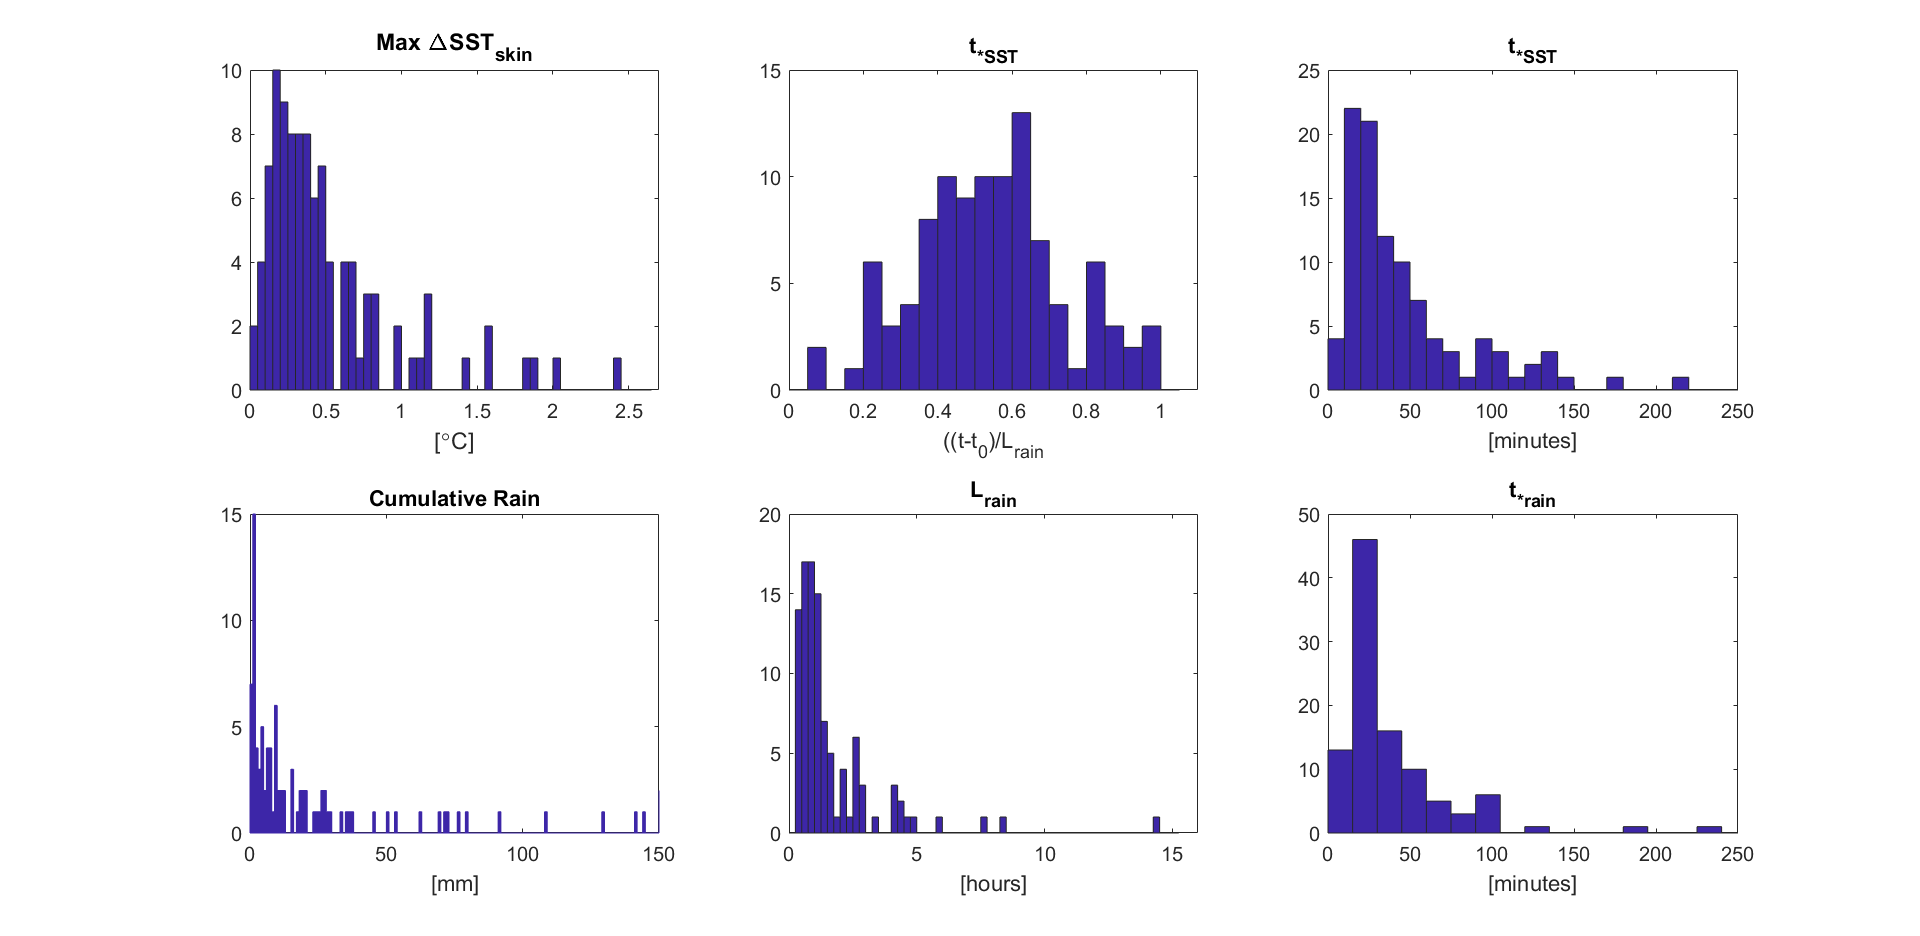 Max △SST_skin
10
8
6
4
2
0
0 0.5 1 1.5 2 2.5
[°C]
t_*SST
15
10
5
0
0 0.2 0.4 0.6 0.8 1
((t-t_0)/L_rain
t_*SST
25
20
15
10
5
0
0 50 100 150 200 250
[minutes]
Cumulative Rain
15
10
5
0
0 50 100 150
[mm]
L_rain
20
15
10
5
0
0 5 10 15
[hours]
t_*rain
50
40
30
20
10
0
0 50 100 150 200 250
[minutes]